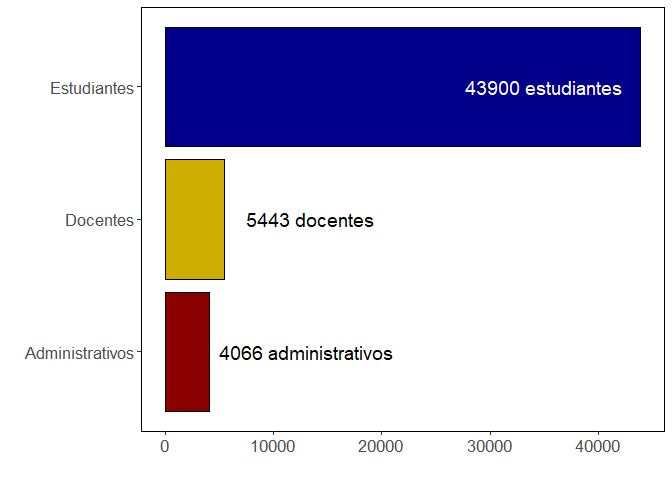 Estudiantes
43900 estudiantes
Docentes
5443 docentes
Administrativos
4066 administrativos
0 10000 20000 30000 40000